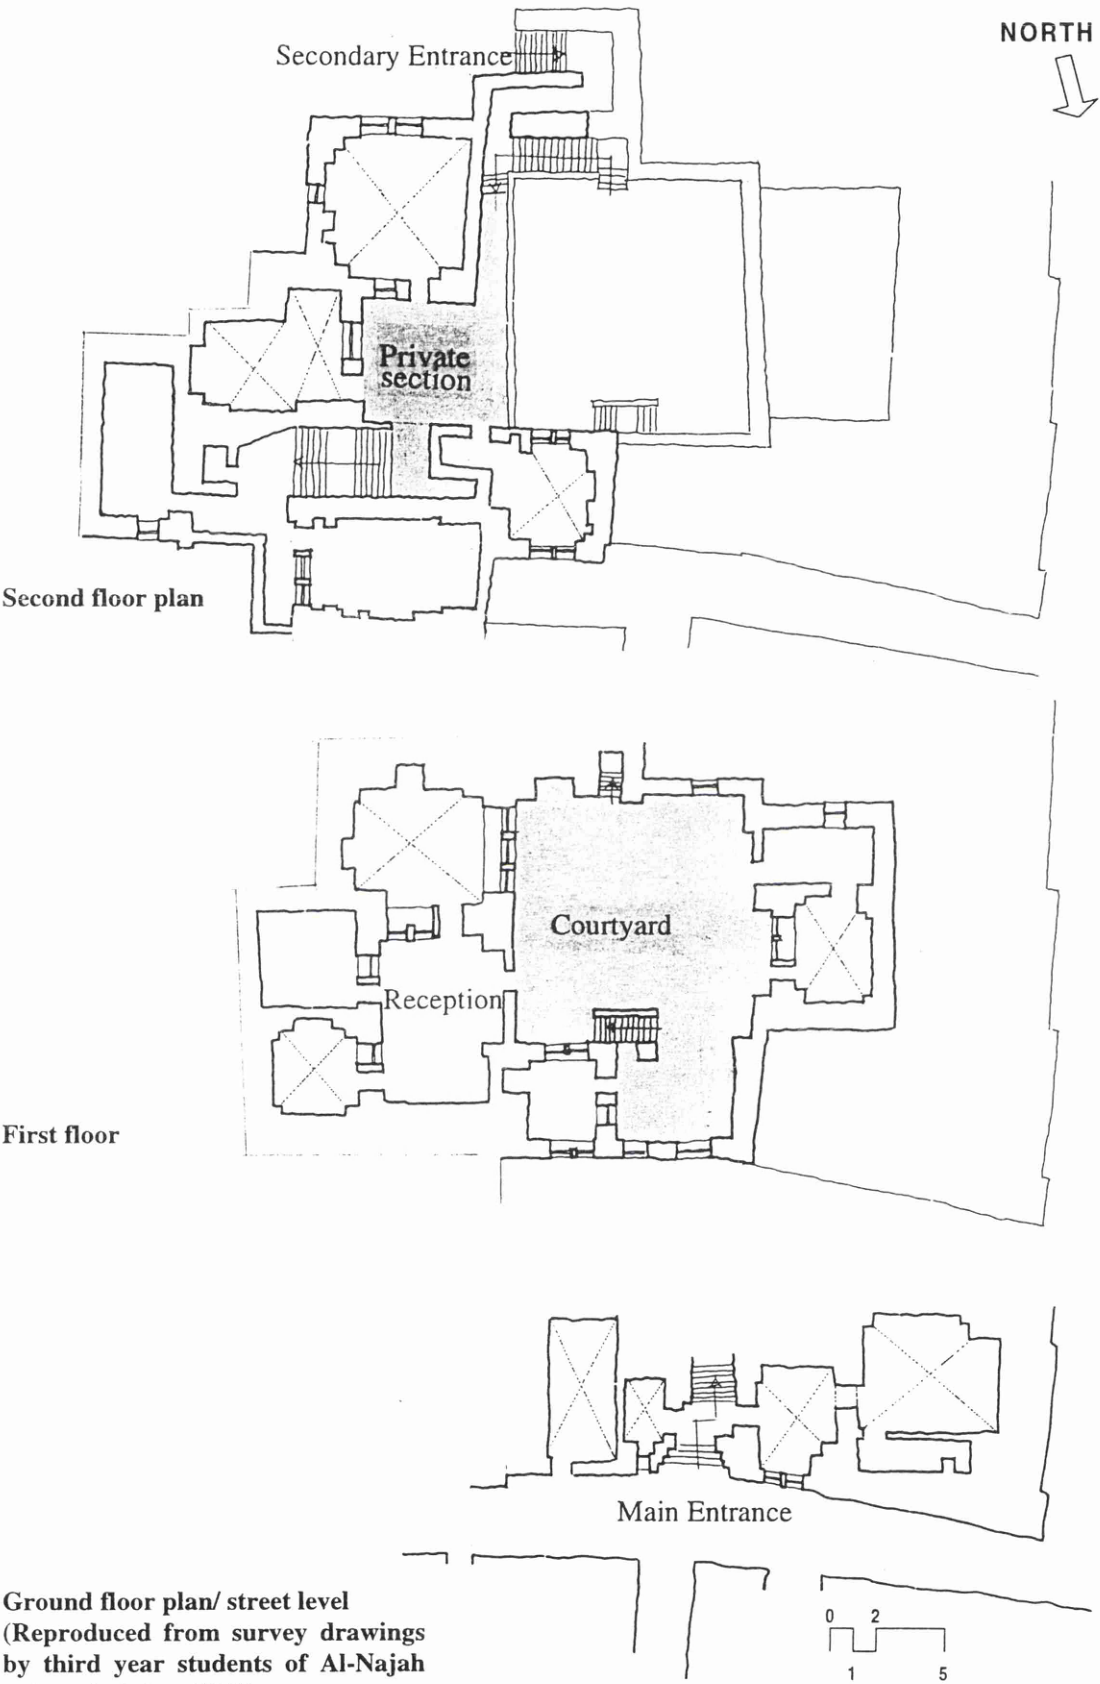 NORTH
Secondary Entrance
Private
section
Second floor plan
Courtyard
Reception
First floor
Main Entrance
Ground floor plan/ street level
(Reproduced from survey drawings
by third year students of Al-Najah
0 2
1 5